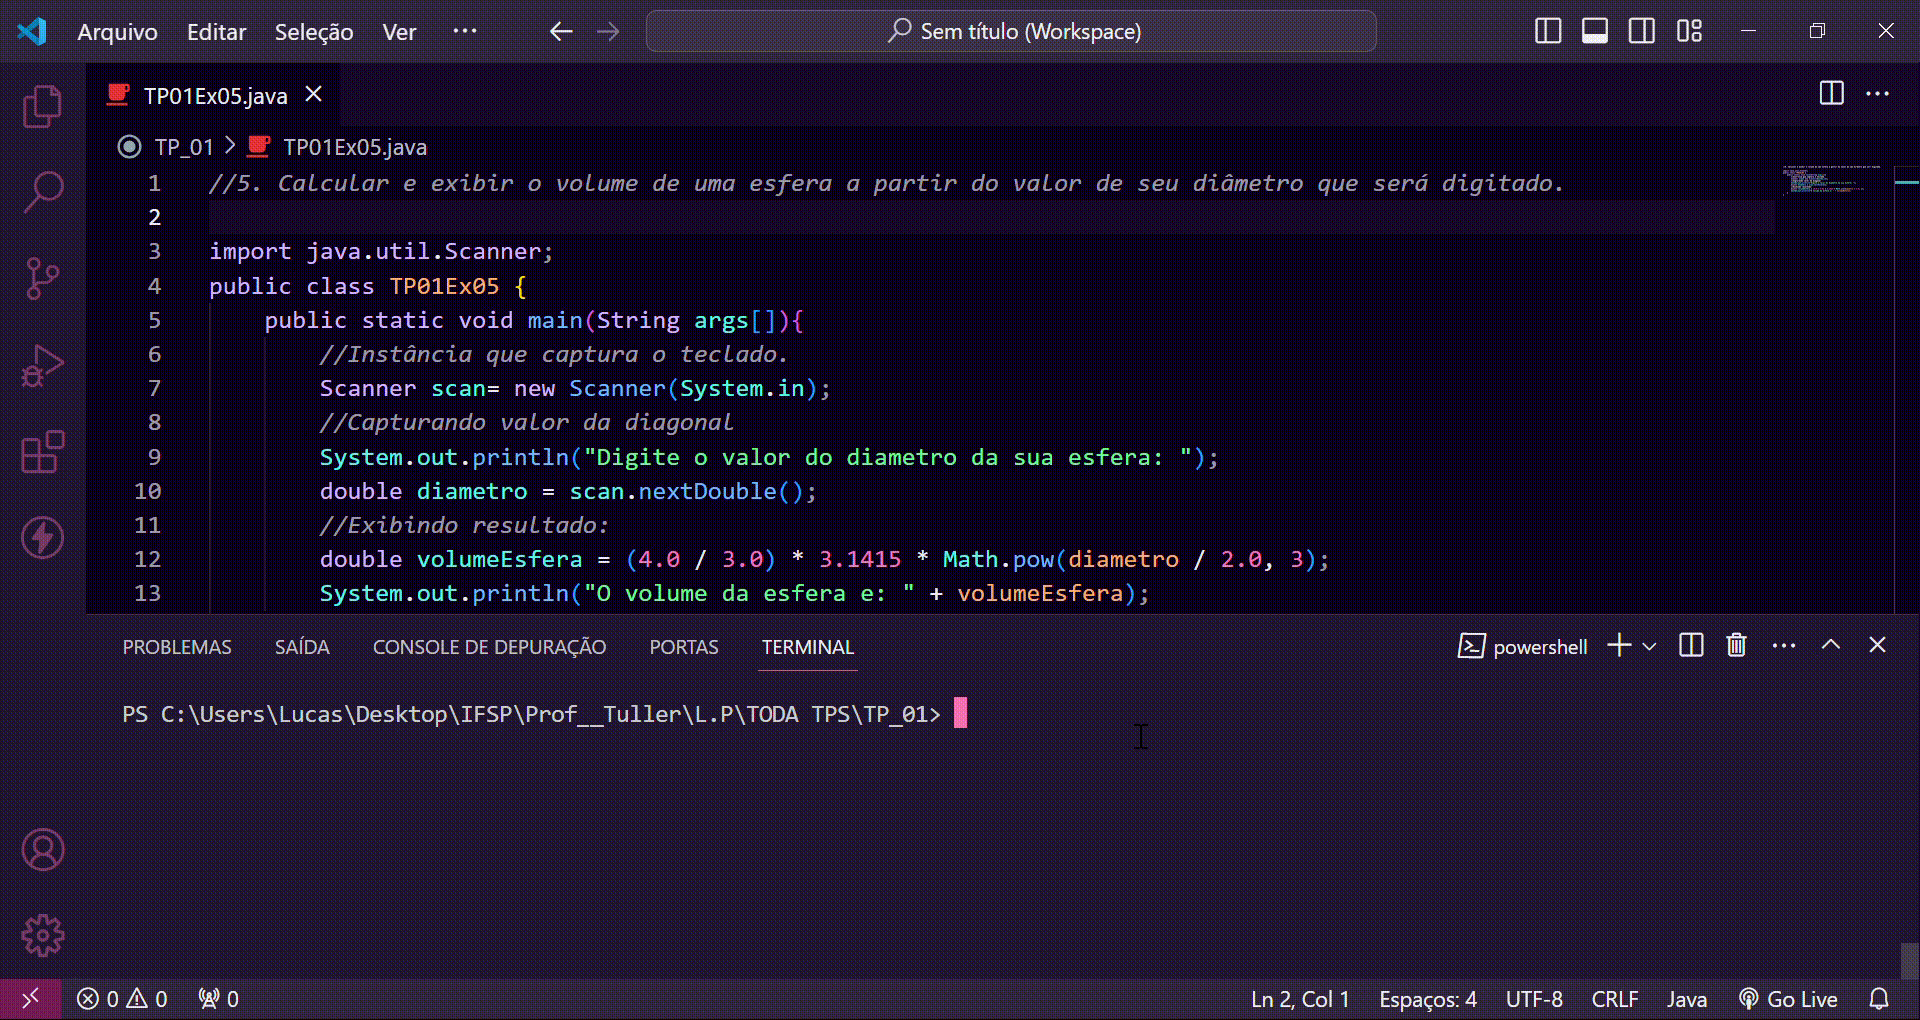 Arquivo Editar Seleção Ver ··· Sem título (Workspace)
TP01Ex05.java
TP_01 > TP01Ex05.java
1 //5. Calcular e exibir o volume de uma esfera a partir do valor de seu diâmetro que será digitado.
2
3 import java.util.Scanner;
4 public class TP01Ex05 {
5 public static void main(String args[]){
6 //Instância que captura o teclado.
7 Scanner scan= new Scanner(System.in);
8 //Capturando valor da diagonal
9 System.out.println("Digite o valor do diametro da sua esfera: ");
10 double diametro = scan.nextDouble();
11 //Exibindo resultado:
12 double volumeEsfera = (4.0 / 3.0) * 3.1415 * Math.pow(diametro / 2.0, 3);
13 System.out.println("O volume da esfera e: " + volumeEsfera);
PROBLEMAS SAÍDA CONSOLE DE DEPURAÇÃO PORTAS TERMINAL powershell
PS C:\Users\Lucas\Desktop\IFSP\Prof__Tuller\L.P\TODA TPS\TP_01>
0 0 0 Ln 2, Col 1 Espaços: 4 UTF-8 CRLF Java Go Live